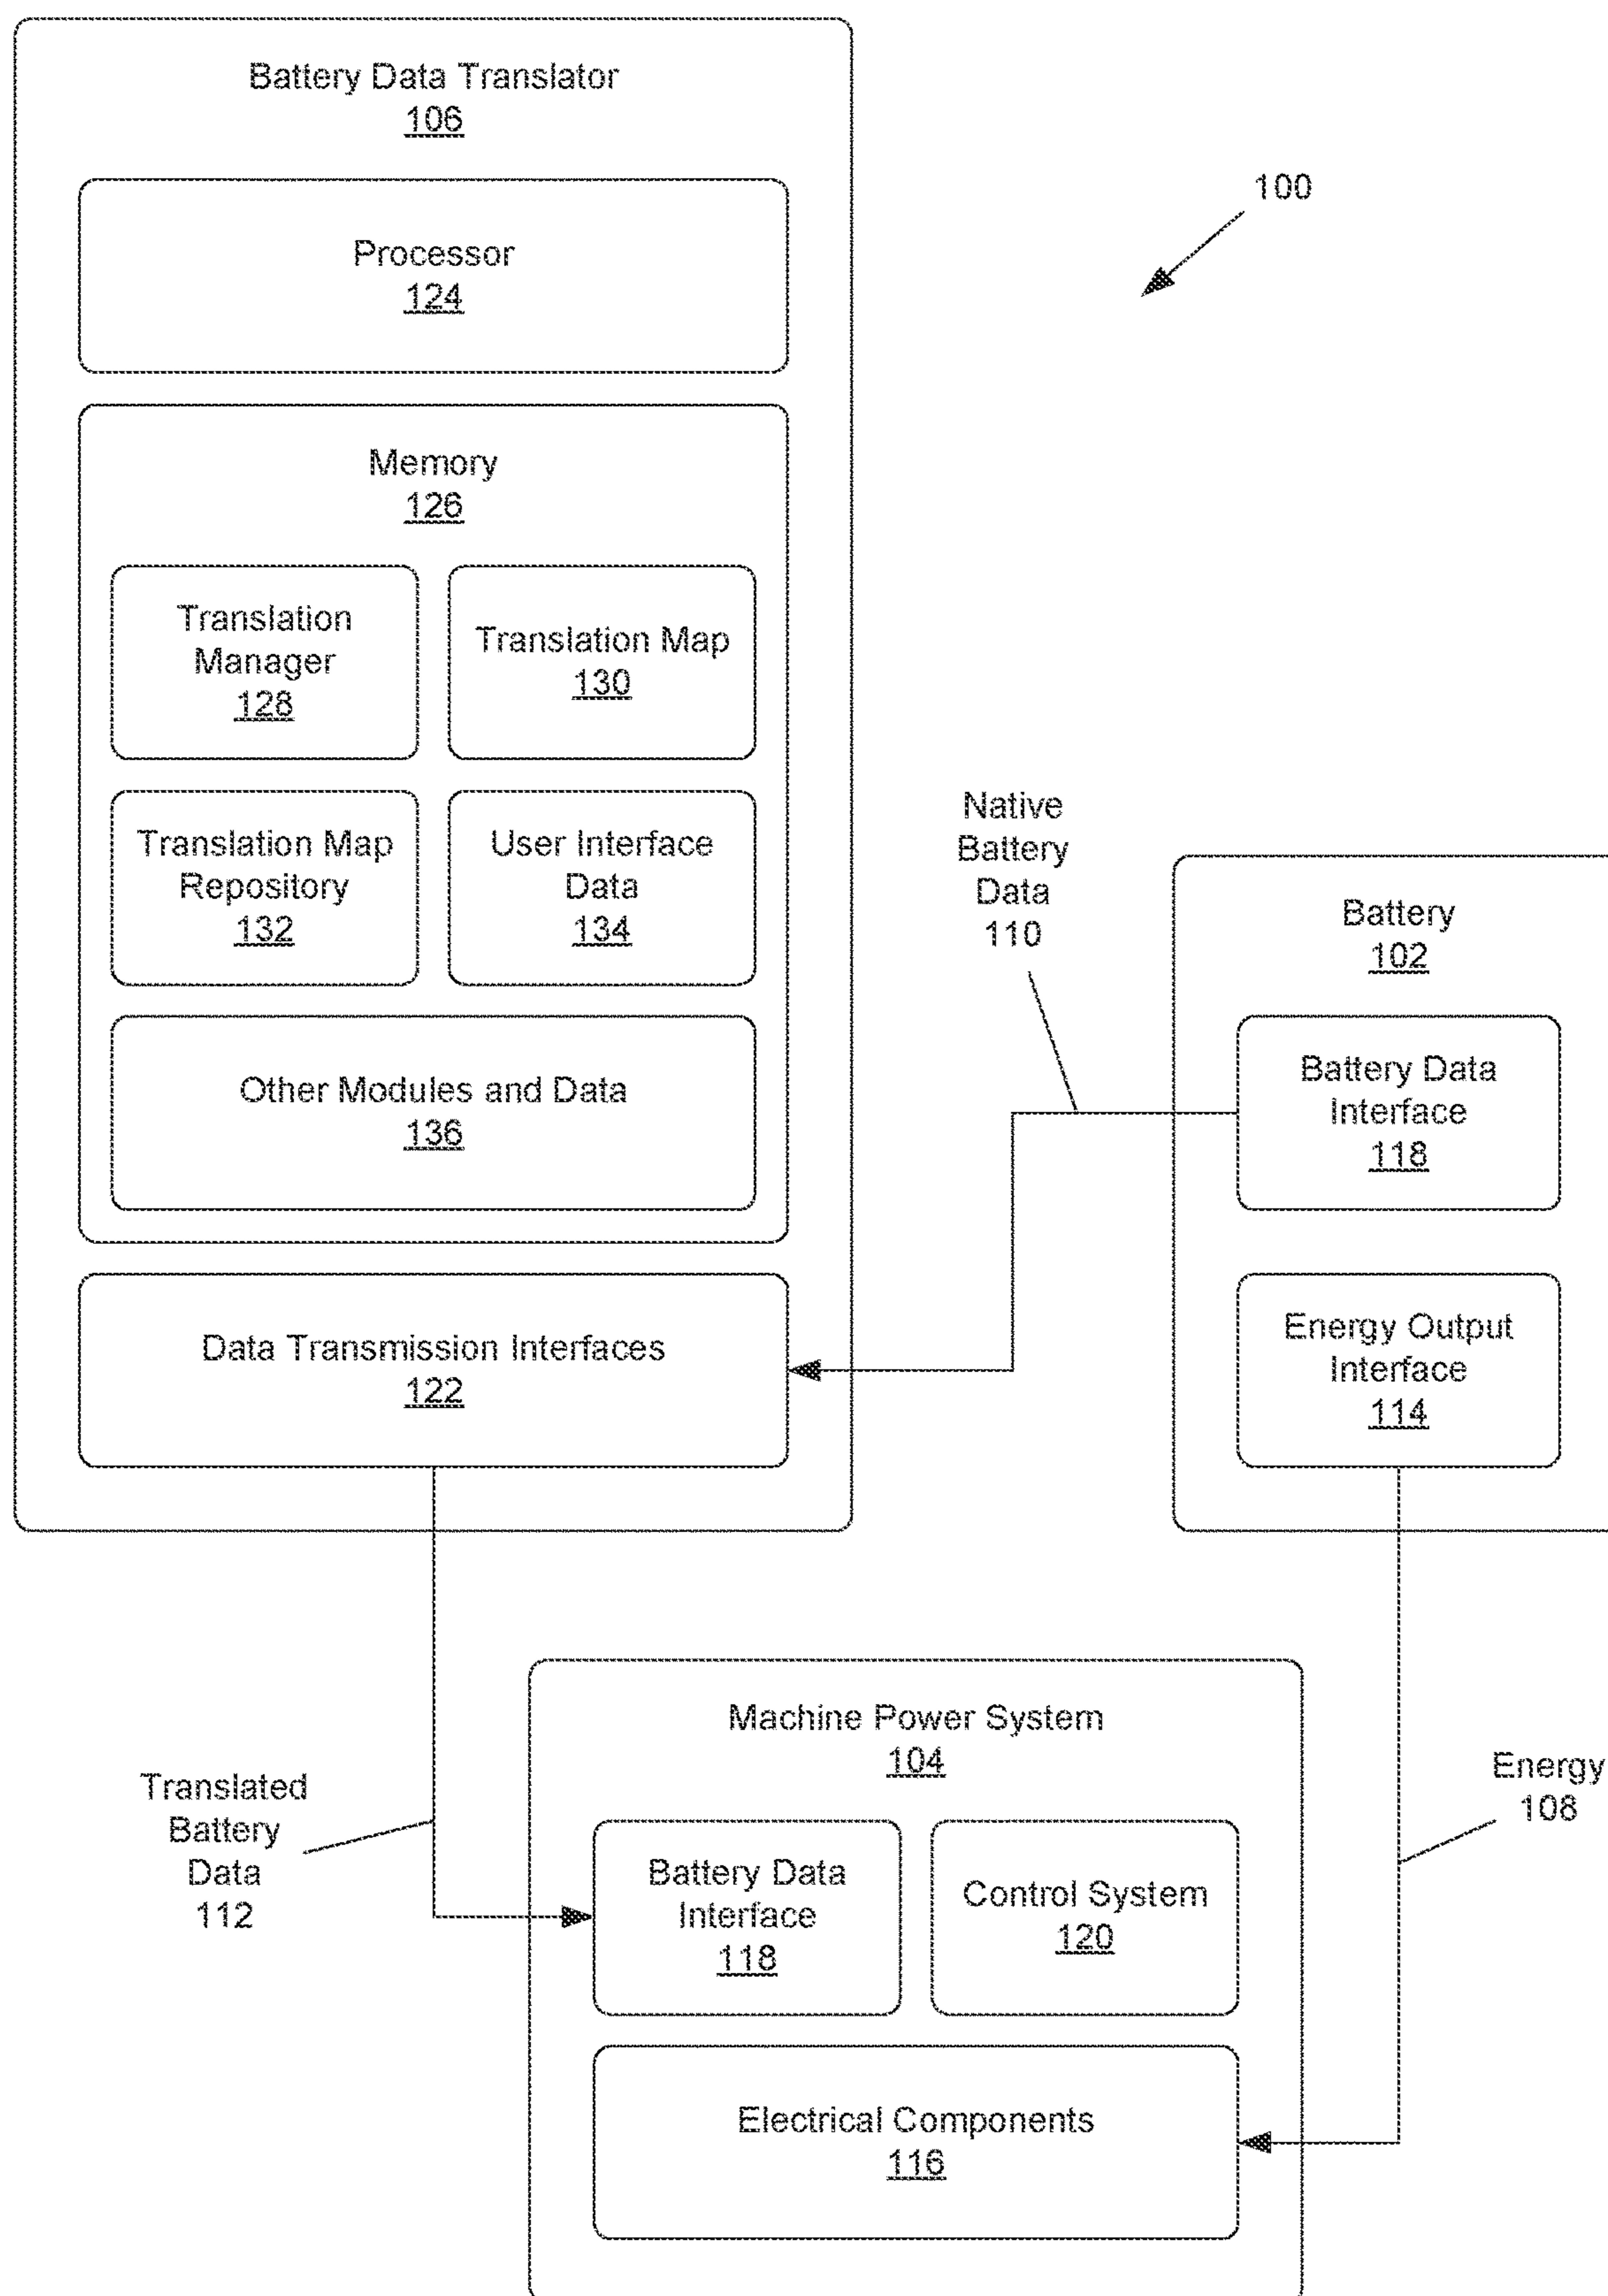 Battery Data Translator
106
Processor
124
100
Memory
126
Translation
Manager
128
Translation Map
130
Translation Map
Repository
132
User Interface
Data
134
Other Modules and Data
136
Data Transmission Interfaces
122
Native
Battery
Data
110
Battery
102
Battery Data
Interface
118
Energy Output
Interface
114
Machine Power System
104
Translated
Battery
Data
112
Battery Data
Interface
118
Control System
120
Energy
108
Electrical Components
116